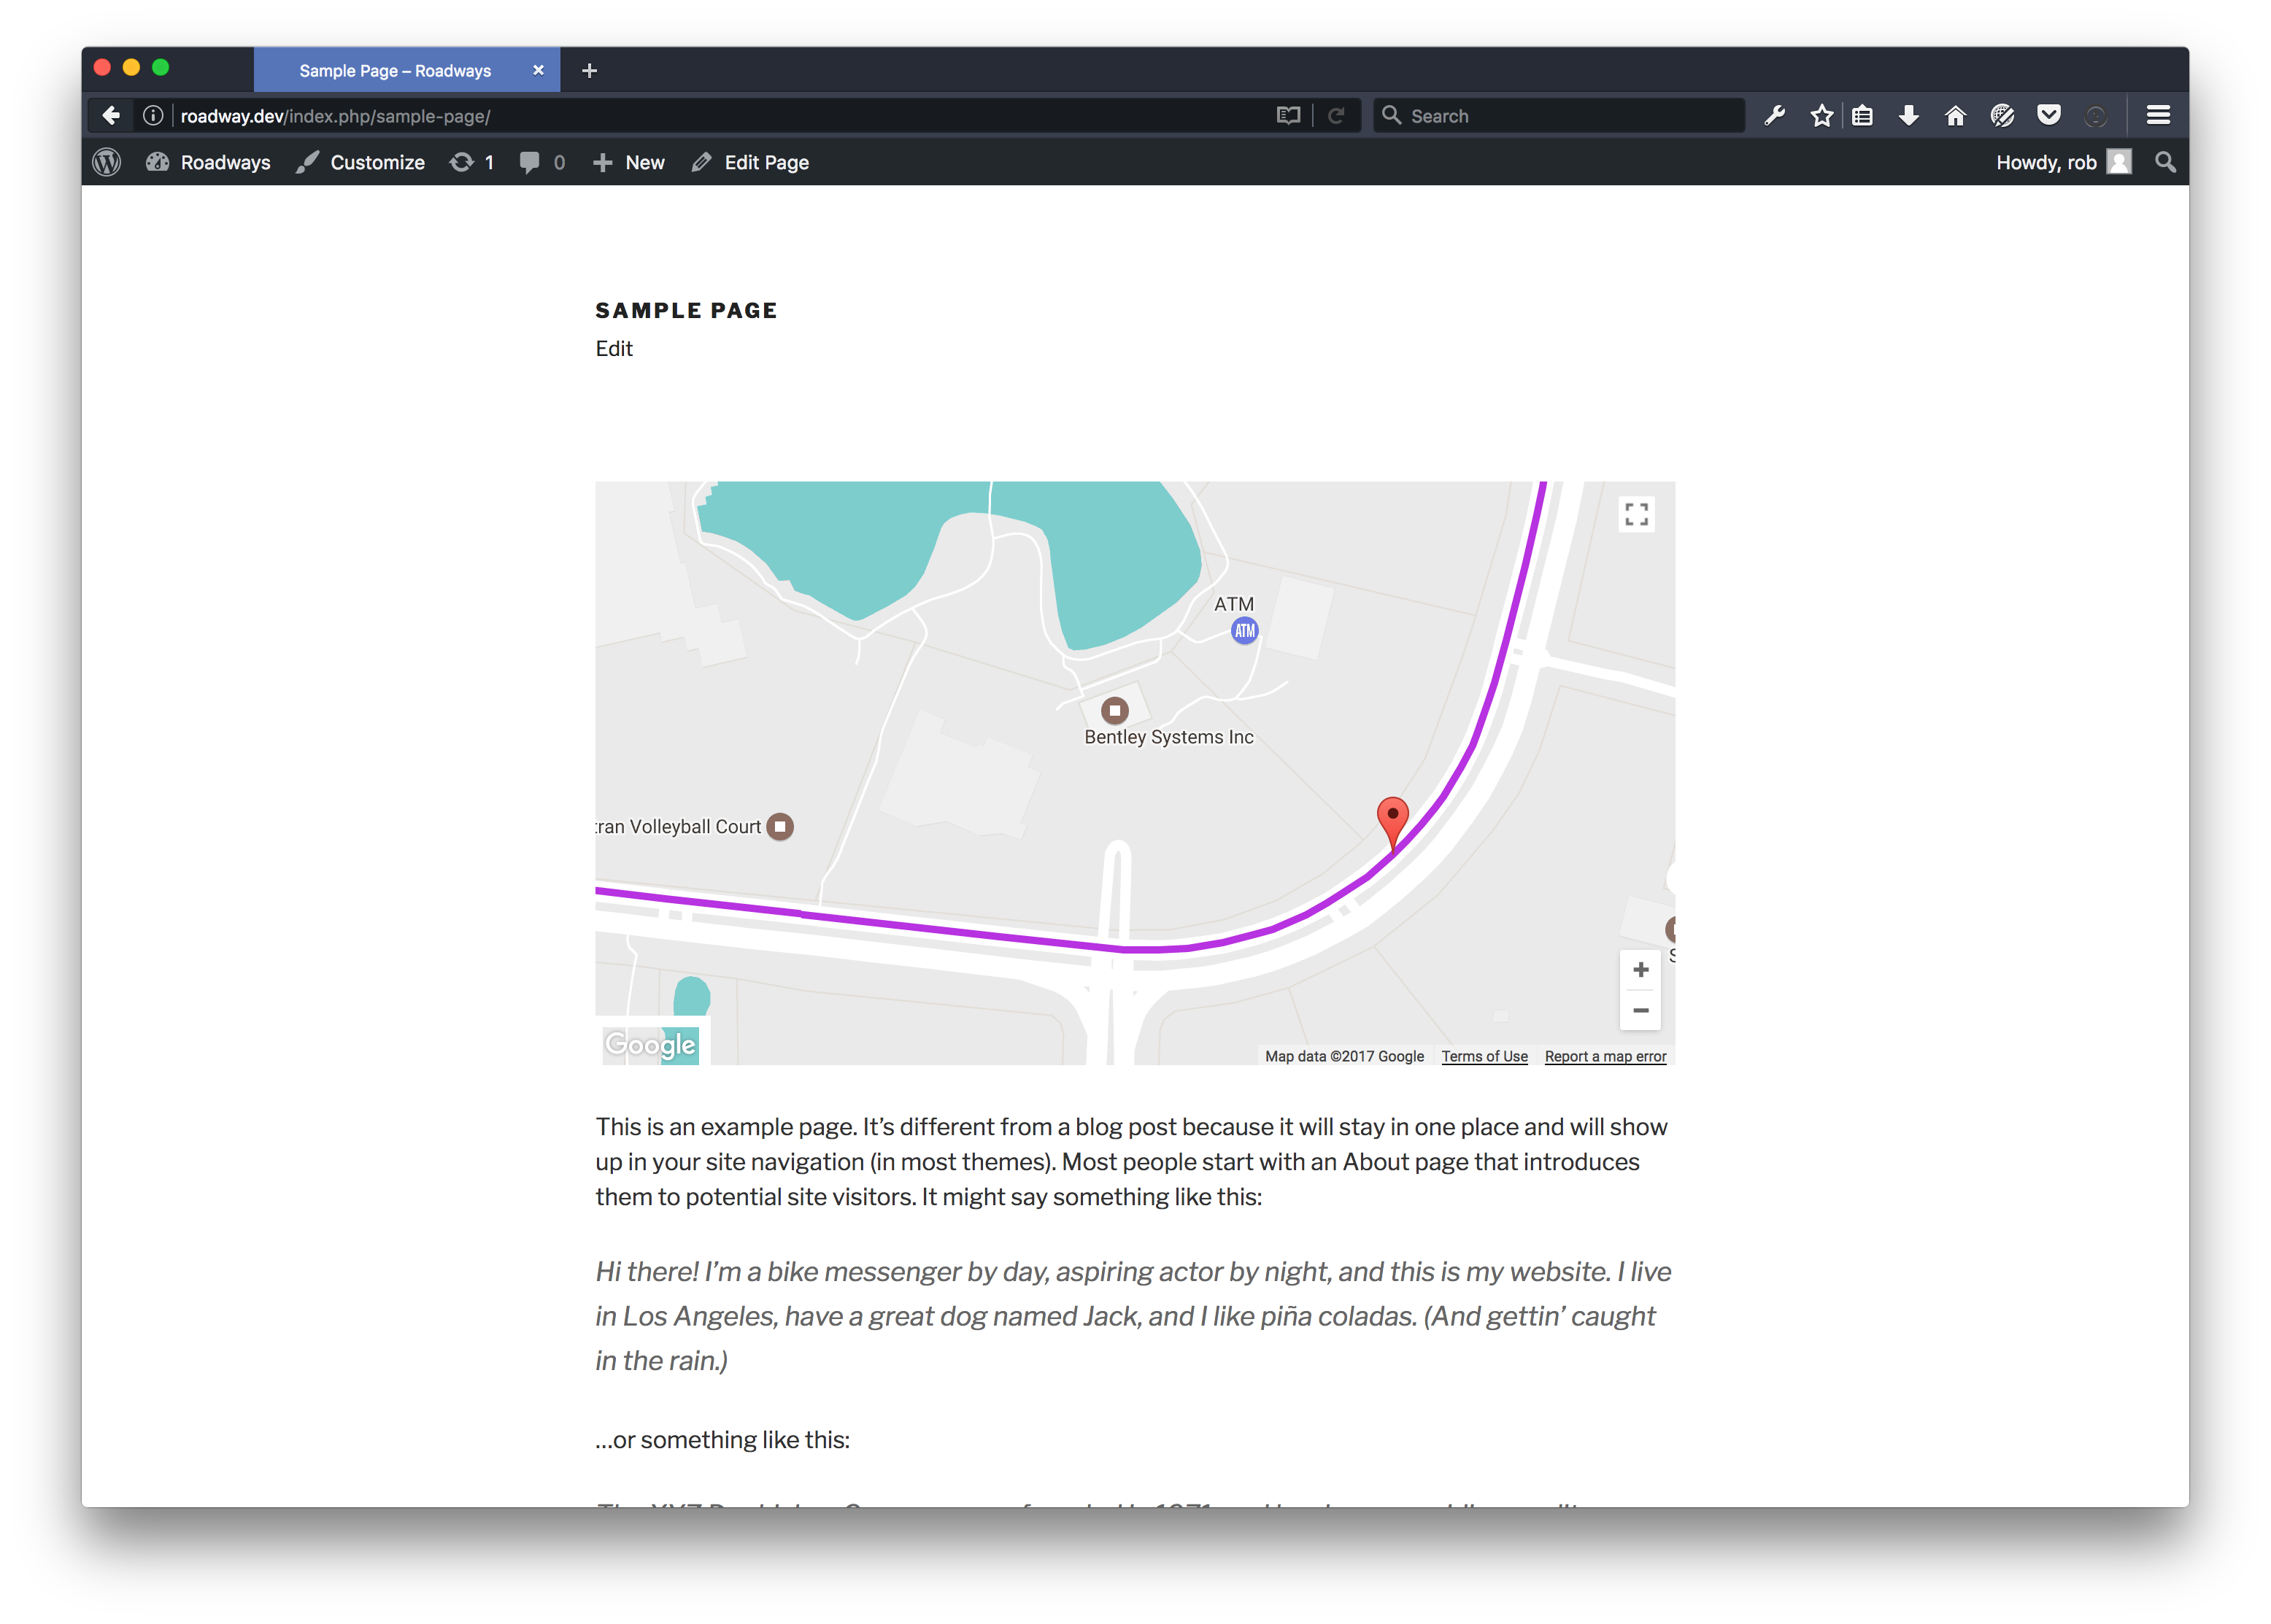 Sample Page – Roadways
roadway.dev/index.php/sample-page/
Search
Roadways Customize 1 0 New Edit Page
Howdy, rob
SAMPLE PAGE
Edit
ATM
ATM
Bentley Systems Inc
tran Volleyball Court
S
Google
Map data ©2017 Google Terms of Use Report a map error
This is an example page. It’s different from a blog post because it will stay in one place and will show
up in your site navigation (in most themes). Most people start with an About page that introduces
them to potential site visitors. It might say something like this:
Hi there! I’m a bike messenger by day, aspiring actor by night, and this is my website. I live
in Los Angeles, have a great dog named Jack, and I like piña coladas. (And gettin’ caught
in the rain.)
…or something like this: